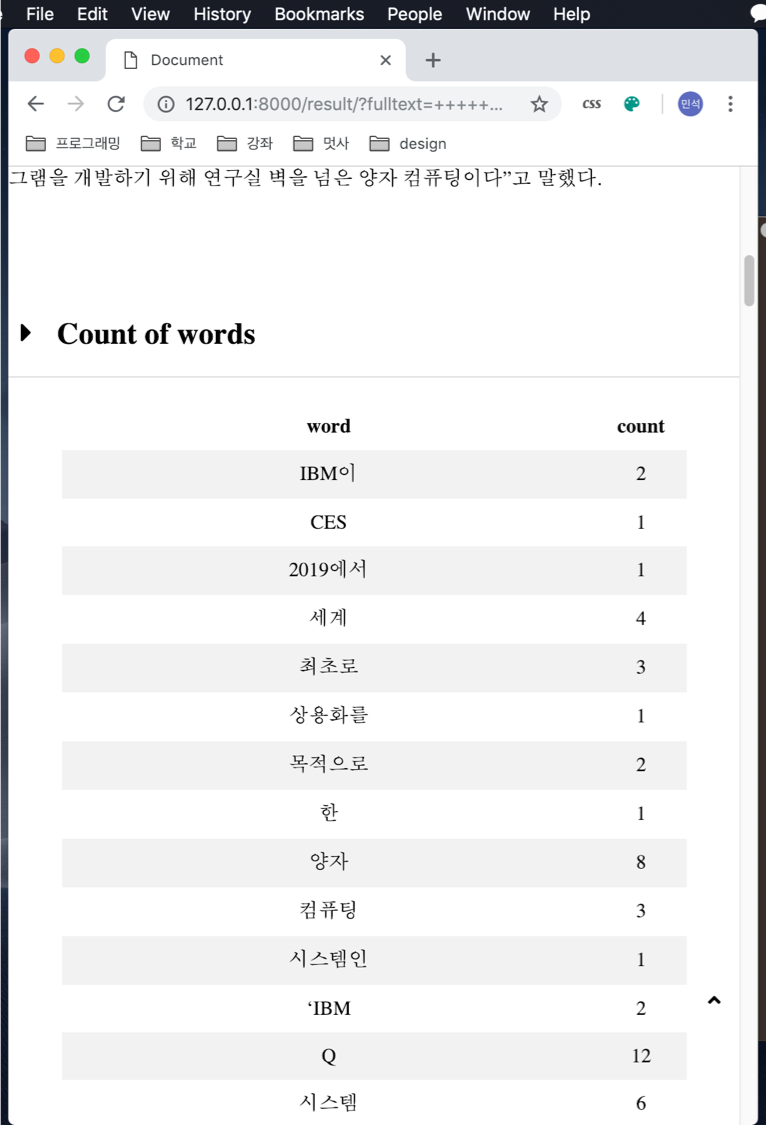 File Edit View History Bookmarks People Window Help
Document
127.0.0.1:8000/result/?fulltext=+++++... CSS 민석
프로그래밍 학교 강좌 멋사 design
그램을 개발하기 위해 연구실 벽을 넘은 양자 컴퓨팅이다”고 말했다.
Count of words
word count
IBM이 2
CES 1
2019에서 1
세계 4
최초로 3
상용화를 1
목적으로 2
한 1
양자 8
컴퓨팅 3
시스템인 1
‘IBM 2
Q 12
시스템 6